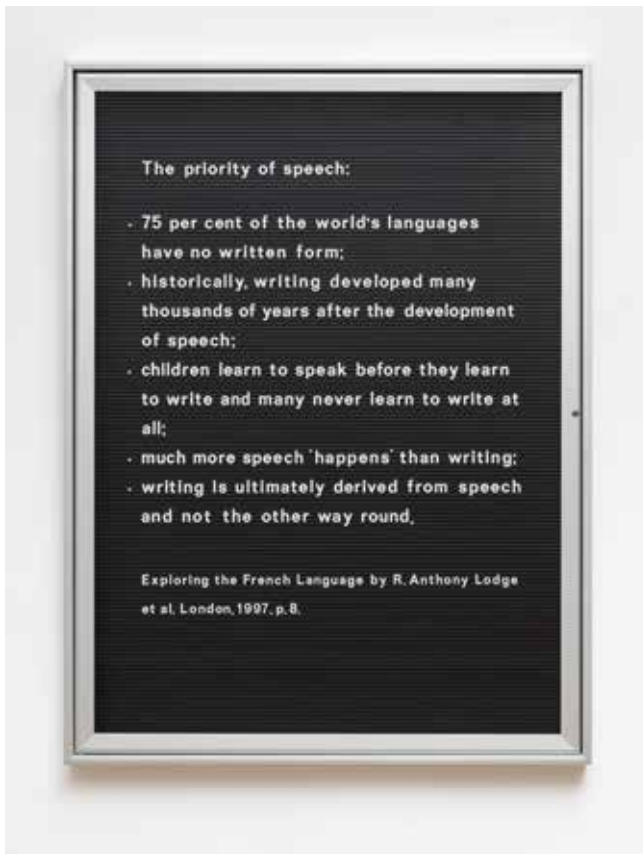 The priority of speech:
· 75 per cent of the world's languages
have no written form;
· historically, writing developed many
thousands of years after the development
of speech;
· children learn to speak before they learn
to write and many never learn to write at
all;
· much more speech 'happens' than writing;
· writing is ultimately derived from speech
and not the other way round.
Exploring the French Language by R. Anthony Lodge
et al. London, 1997, p. 8.